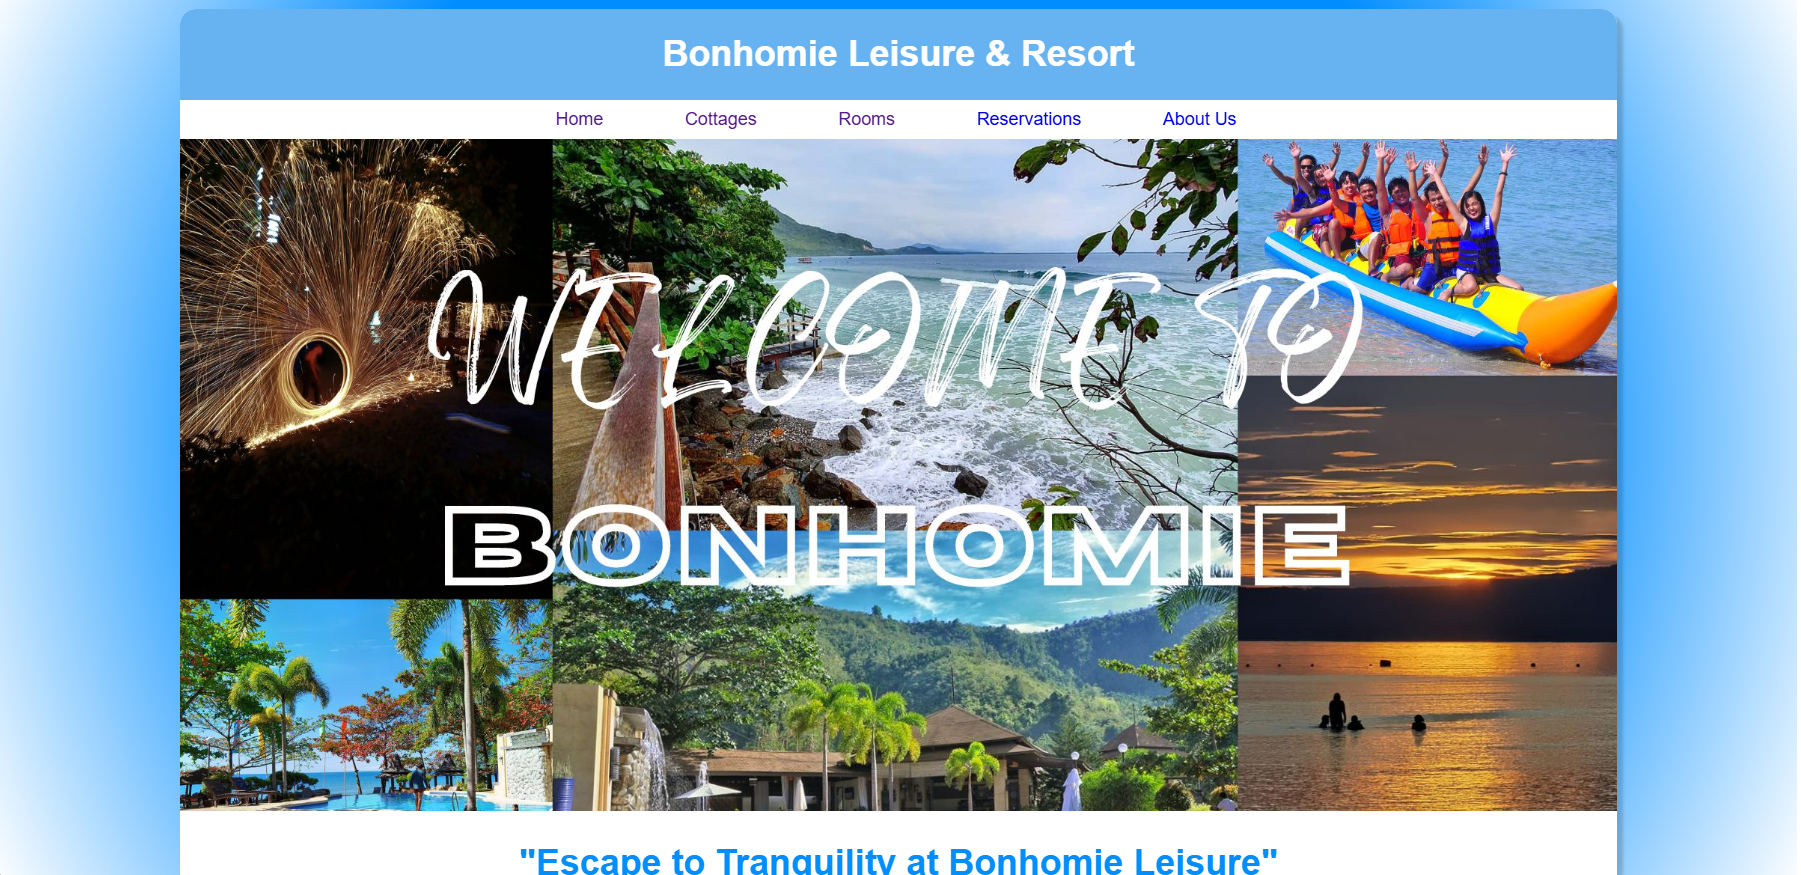 Bonhomie Leisure & Resort
Home Cottages Rooms Reservations About Us
WELCOME TO
BONHOMIE
"Escape to Tranquility at Bonhomie Leisure"